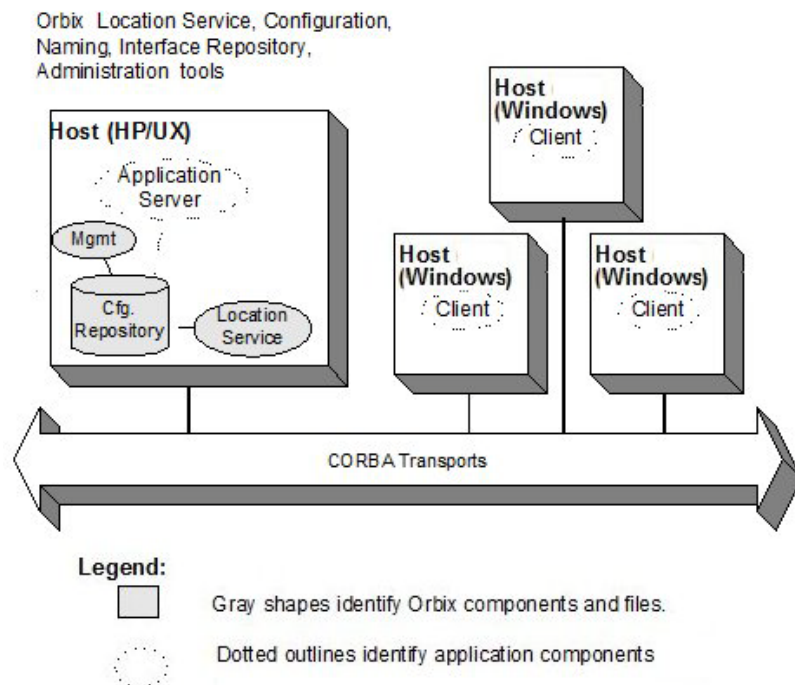 Orbix Location Service, Configuration,
Naming, Interface Repository,
Administration tools
Host (HP/UX)
Application
Server
Mgmt
Cfg.
Repository
Location
Service
Host
(Windows)
Client
Host
(Windows)
Client
Host
(Windows)
Client
CORBA Transports
Legend:
Gray shapes identify Orbix components and files.
Dotted outlines identify application components